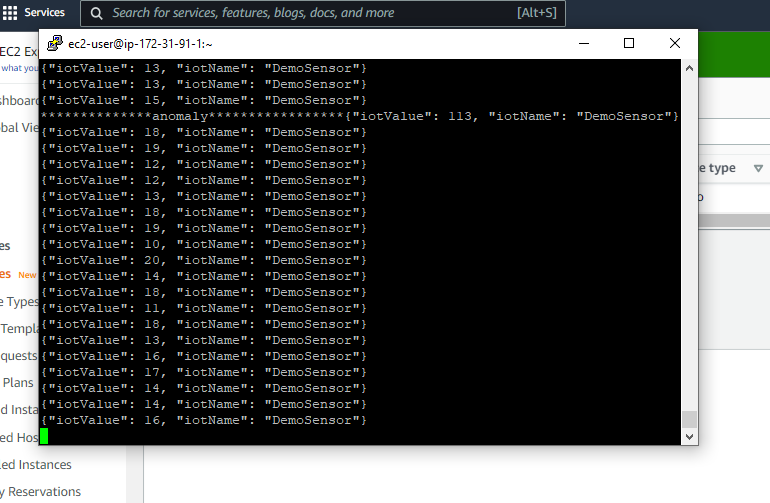 Services
Search for services, features, blogs, docs, and more
[Alt+S]
EC2 Exp
what you
shboard
bal Vie
es
es New
e Types
Templa
quests
Plans
ed Insta
ed Hos
led Instances
y Reservations
ec2-user@ip-172-31-91-1:~
{"iotValue": 13, "iotName": "DemoSensor"}
{"iotValue": 13, "iotName": "DemoSensor"}
{"iotValue": 15, "iotName": "DemoSensor"}
**************anomaly*****************{"iotValue": 113, "iotName": "DemoSensor"}
{"iotValue": 18, "iotName": "DemoSensor"}
{"iotValue": 19, "iotName": "DemoSensor"}
{"iotValue": 12, "iotName": "DemoSensor"}
{"iotValue": 12, "iotName": "DemoSensor"}
{"iotValue": 13, "iotName": "DemoSensor"}
{"iotValue": 18, "iotName": "DemoSensor"}
{"iotValue": 19, "iotName": "DemoSensor"}
{"iotValue": 10, "iotName": "DemoSensor"}
{"iotValue": 20, "iotName": "DemoSensor"}
{"iotValue": 14, "iotName": "DemoSensor"}
{"iotValue": 18, "iotName": "DemoSensor"}
{"iotValue": 11, "iotName": "DemoSensor"}
{"iotValue": 18, "iotName": "DemoSensor"}
{"iotValue": 13, "iotName": "DemoSensor"}
{"iotValue": 16, "iotName": "DemoSensor"}
{"iotValue": 17, "iotName": "DemoSensor"}
{"iotValue": 14, "iotName": "DemoSensor"}
{"iotValue": 14, "iotName": "DemoSensor"}
{"iotValue": 16, "iotName": "DemoSensor"}
e type
o